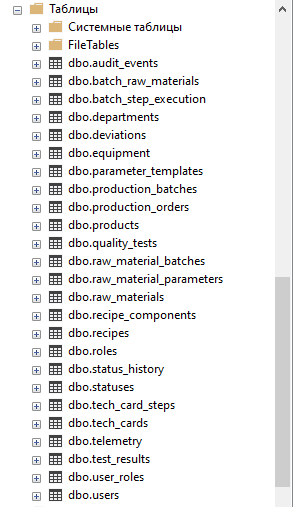 Таблицы
Системные таблицы
FileTables
dbo.audit_events
dbo.batch_raw_materials
dbo.batch_step_execution
dbo.departments
dbo.deviations
dbo.equipment
dbo.parameter_templates
dbo.production_batches
dbo.production_orders
dbo.products
dbo.quality_tests
dbo.raw_material_batches
dbo.raw_material_parameters
dbo.raw_materials
dbo.recipe_components
dbo.recipes
dbo.roles
dbo.status_history
dbo.statuses
dbo.tech_card_steps
dbo.tech_cards
dbo.telemetry
dbo.test_results
dbo.user_roles
dbo.users